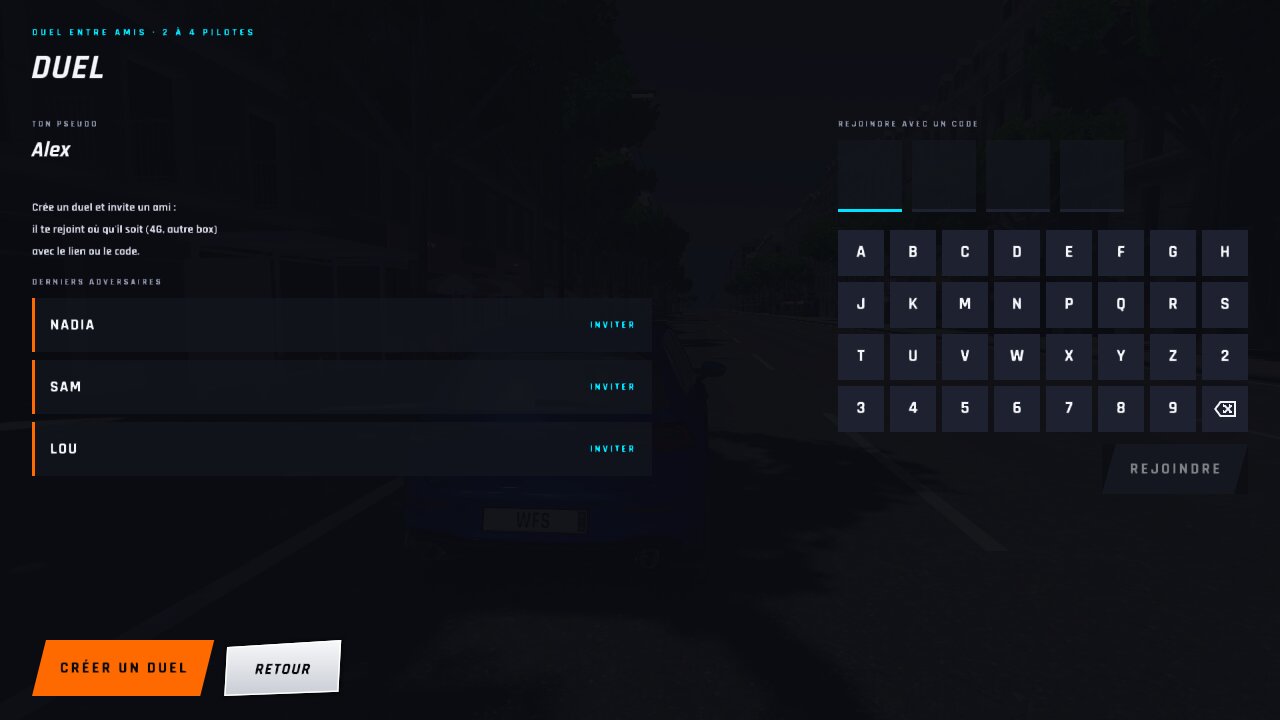 DUEL ENTRE AMIS · 2 À 4 PILOTES
DUEL
TON PSEUDO
Alex
Crée un duel et invite un ami :
il te rejoint où qu'il soit (4G, autre box)
avec le lien ou le code.
DERNIERS ADVERSAIRES
NADIA INVITER
SAM INVITER
LOU INVITER
REJOINDRE AVEC UN CODE
A B C D E F G H
J K M N P Q R S
T U V W X Y Z 2
3 4 5 6 7 8 9
REJOINDRE
WFS
CRÉER UN DUEL
RETOUR